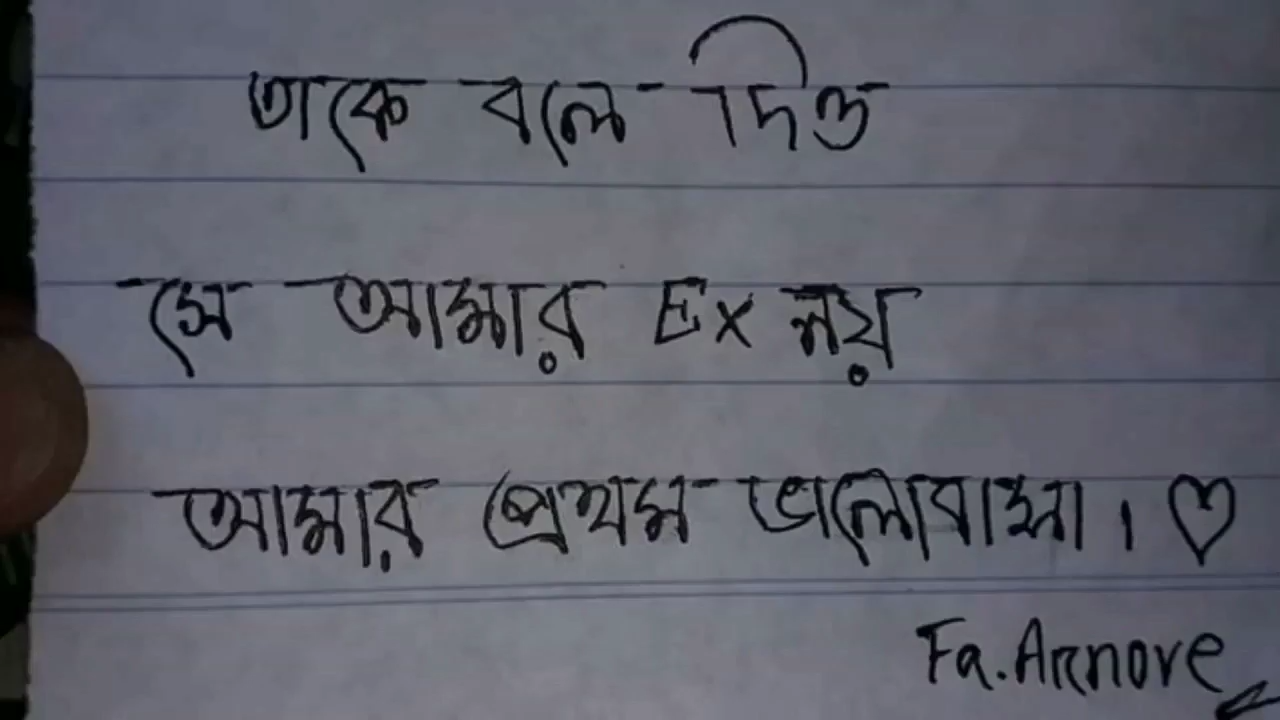 তাকে বলে দিও
সে আমার Ex নয়
আমার প্রথম ভালোবাসা। ♡
Fa.Arnove